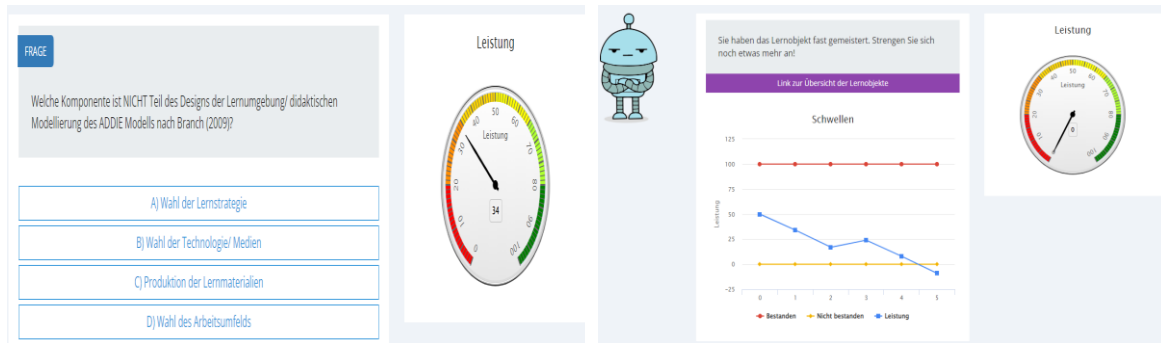 FRAGE
Welche Komponente ist NICHT Teil des Designs der Lernumgebung/ didaktischen
Modellierung des ADDIE Modells nach Branch (2009)?
A) Wahl der Lernstrategie
B) Wahl der Technologie/ Medien
C) Produktion der Lernmaterialien
D) Wahl des Arbeitsumfelds
Leistung
0
10
20
30
40
50
60
70
80
90
100
Leistung
34
Sie haben das Lernobjekt fast gemeistert. Strengen Sie sich
noch etwas mehr an!
Link zur Übersicht der Lernobjekte
Schwellen
Leistung
125
100
75
50
25
0
−25
0 1 2 3 4 5
Bestanden Nicht bestanden Leistung
Leistung
10
20
30
40
50
60
70
80
90
100
Leistung
0